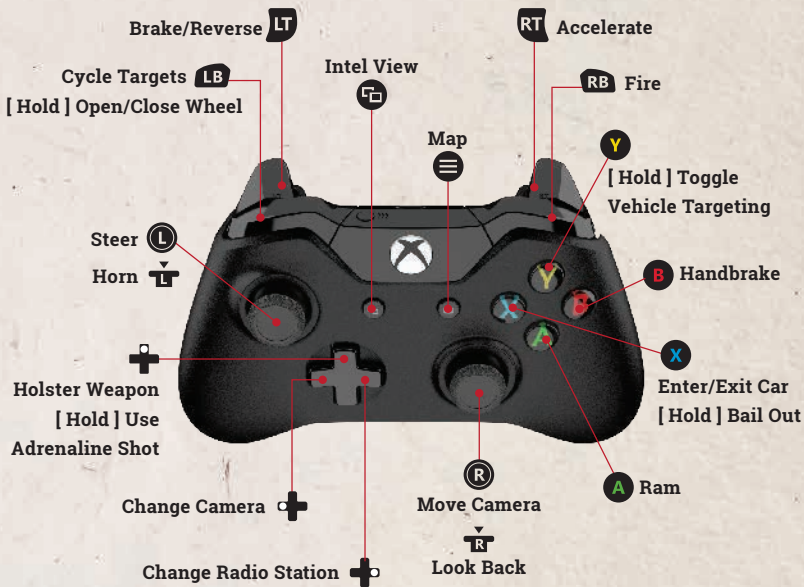 Brake/Reverse LT
RT Accelerate
Cycle Targets LB
[ Hold ] Open/Close Wheel
Intel View
RB Fire
Map
Y
[ Hold ] Toggle
Vehicle Targeting
Steer L
Horn L
B Handbrake
Y
X
B
A
X
Enter/Exit Car
[ Hold ] Bail Out
Holster Weapon
[ Hold ] Use
Adrenaline Shot
A Ram
R
Move Camera
R
Look Back
Change Camera
Change Radio Station